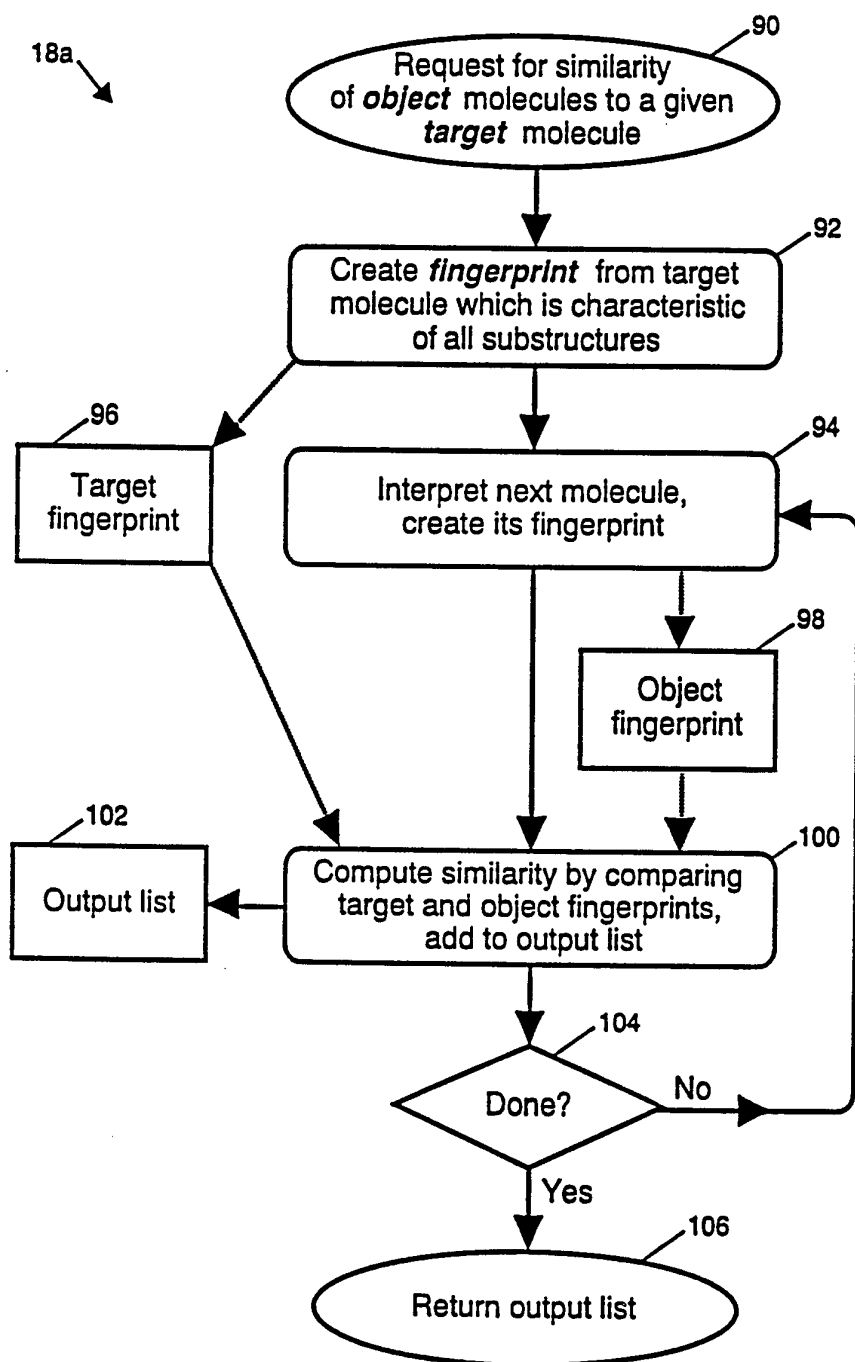 18a
90
Request for similarity
of object molecules to a given
target molecule
92
Create fingerprint from target
molecule which is characteristic
of all substructures
96
Target
fingerprint
94
Interpret next molecule,
create its fingerprint
98
Object
fingerprint
102
Output list
100
Compute similarity by comparing
target and object fingerprints,
add to output list
104
Done?
No
Yes
106
Return output list